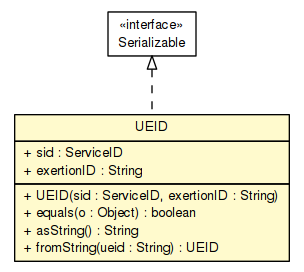 «interface»
Serializable
UEID
+ sid : ServiceID
+ exertionID : String
+ UEID(sid : ServiceID, exertionID : String)
+ equals(o : Object) : boolean
+ asString() : String
+ fromString(ueid : String) : UEID